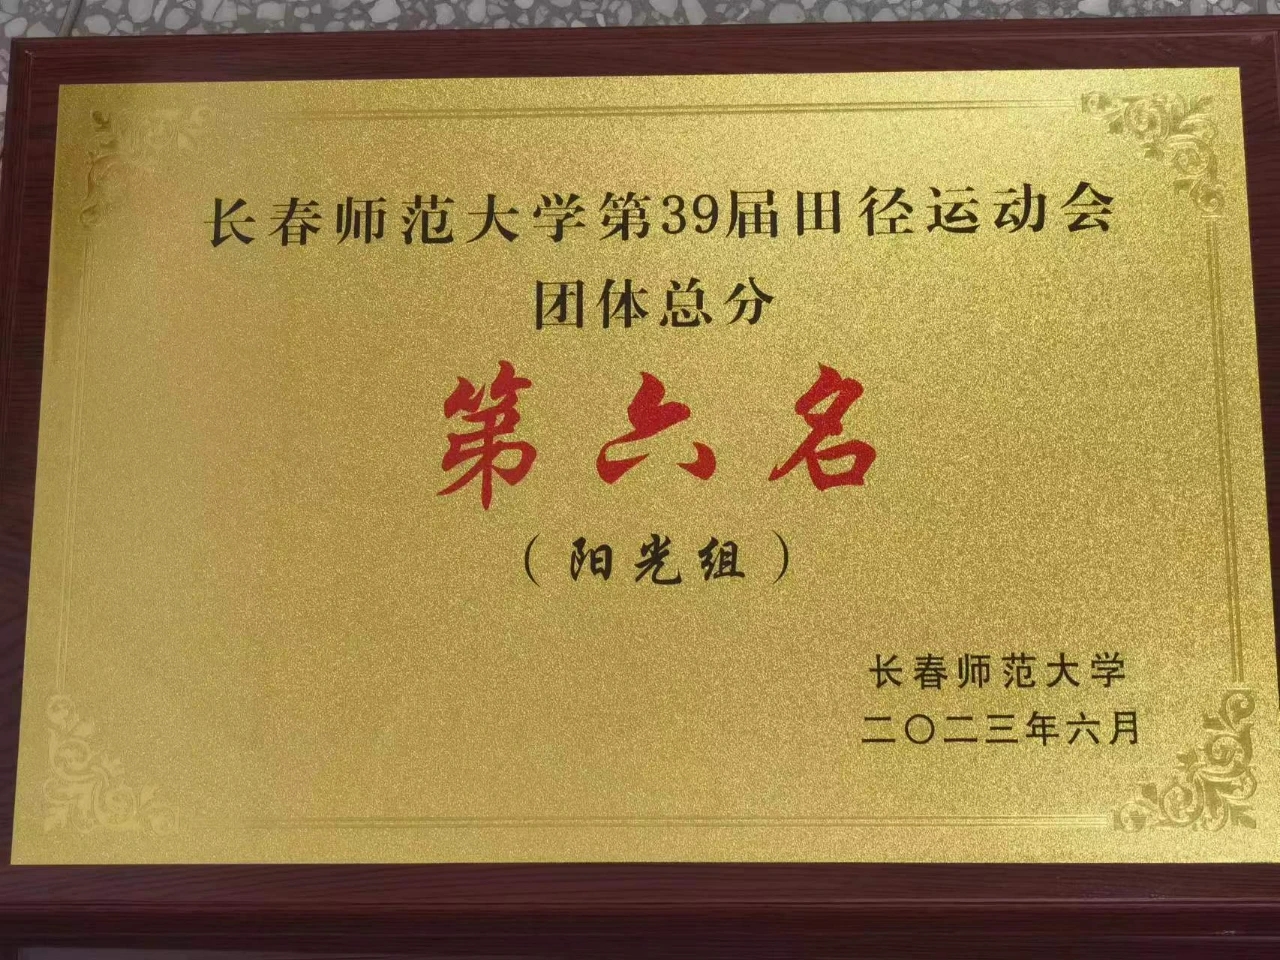 长春师范大学第39届田径运动会
团体总分
第六名
（阳光组）
长春师范大学
二〇二三年六月